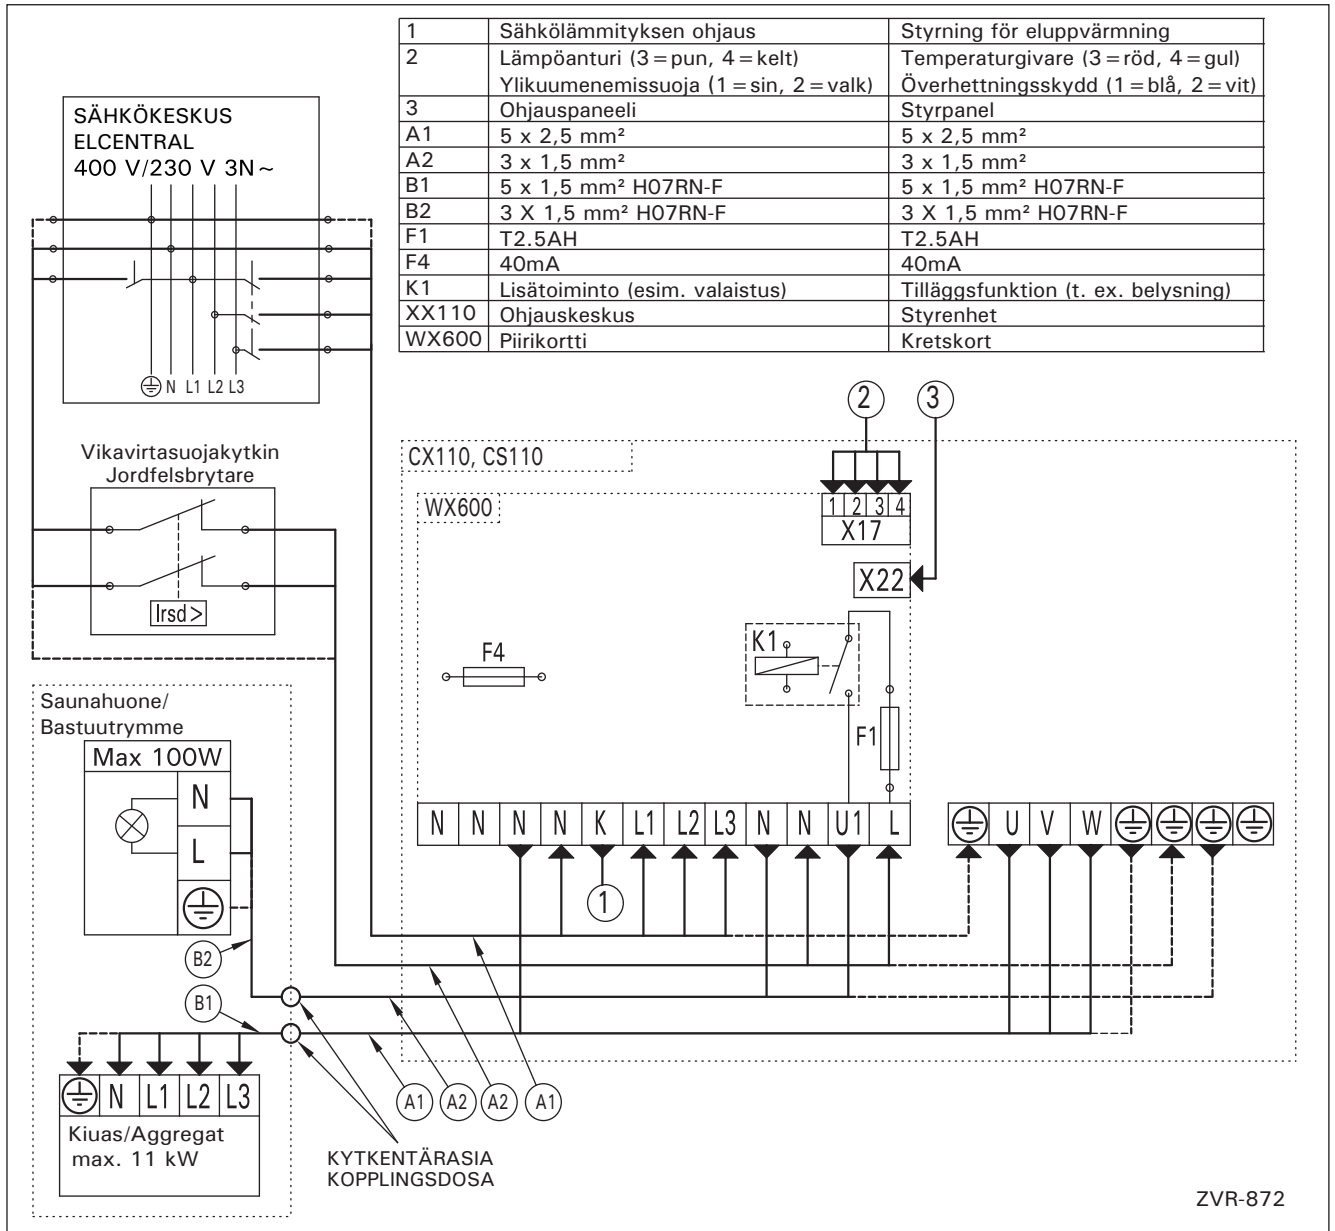 1 Sähkölämmityksen ohjaus Styrning för eluppvärmning
2 Lämpöanturi (3=pun, 4=kelt) Temperaturgivare (3=röd, 4=gul)
Ylikuumenemissuoja (1=sin, 2=valk) Överhettningsskydd (1=blå, 2=vit)
3 Ohjauspaneeli Styrpanel
A1 5 x 2,5 mm² 5 x 2,5 mm²
A2 3 x 1,5 mm² 3 x 1,5 mm²
B1 5 x 1,5 mm² H07RN-F 5 x 1,5 mm² H07RN-F
B2 3 X 1,5 mm² H07RN-F 3 X 1,5 mm² H07RN-F
F1 T2.5AH T2.5AH
F4 40mA 40mA
K1 Lisätoiminto (esim. valaistus) Tilläggsfunktion (t. ex. belysning)
XX110 Ohjauskeskus Styrenhet
WX600 Piirikortti Kretskort
SÄHKÖKESKUS
ELCENTRAL
400 V/230 V 3N~
N L1 L2 L3
Vikavirtasuojakytkin
Jordfelsbrytare
Irsd>
2 3
CX110, CS110
WX600
1 2 3 4
X17
X22
K1
F4
F1
N N N N K L1 L2 L3 N N U1 L
U V W
1
Saunahuone/
Bastuutrymme
Max 100W
N
L
B2
B1
N L1 L2 L3
Kiuas/Aggregat
max. 11 kW
A1 A2 A2 A1
KYTKENTÄRASIA
KOPPLINGSDOSA
ZVR-872